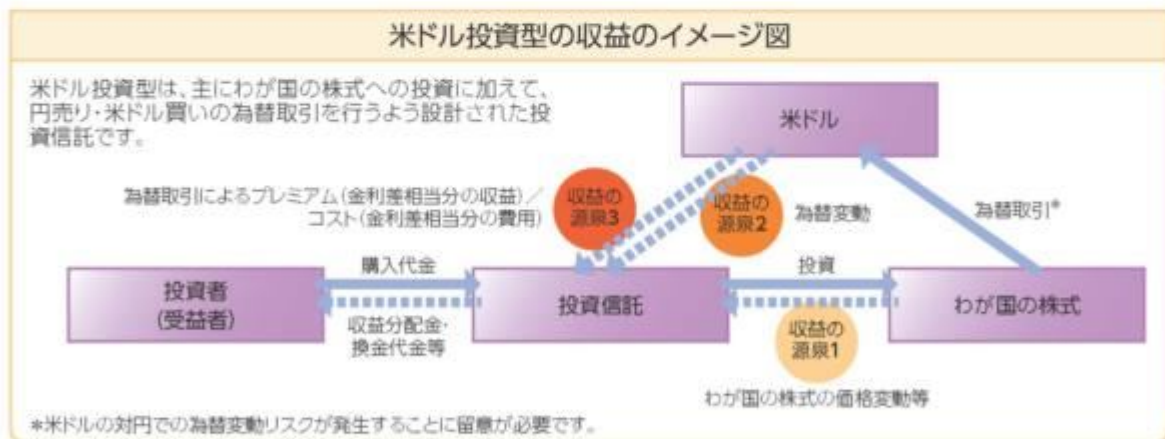 米ドル投資型の収益のイメージ図
米ドル投資型は、主にわが国の株式への投資に加えて、
円売り・米ドル買いの為替取引を行うよう設計された投
資信託です。
米ドル
為替取引によるプレミアム(金利差相当分の収益)／
コスト(金利差相当分の費用)
収益の
源泉3
収益の
源泉2
為替変動
為替取引*
購入代金
投資
投資者
(受益者)
投資信託
わが国の株式
収益分配金・
換金代金等
収益の
源泉1
わが国の株式の価格変動等
*米ドルの対円での為替変動リスクが発生することに留意が必要です。